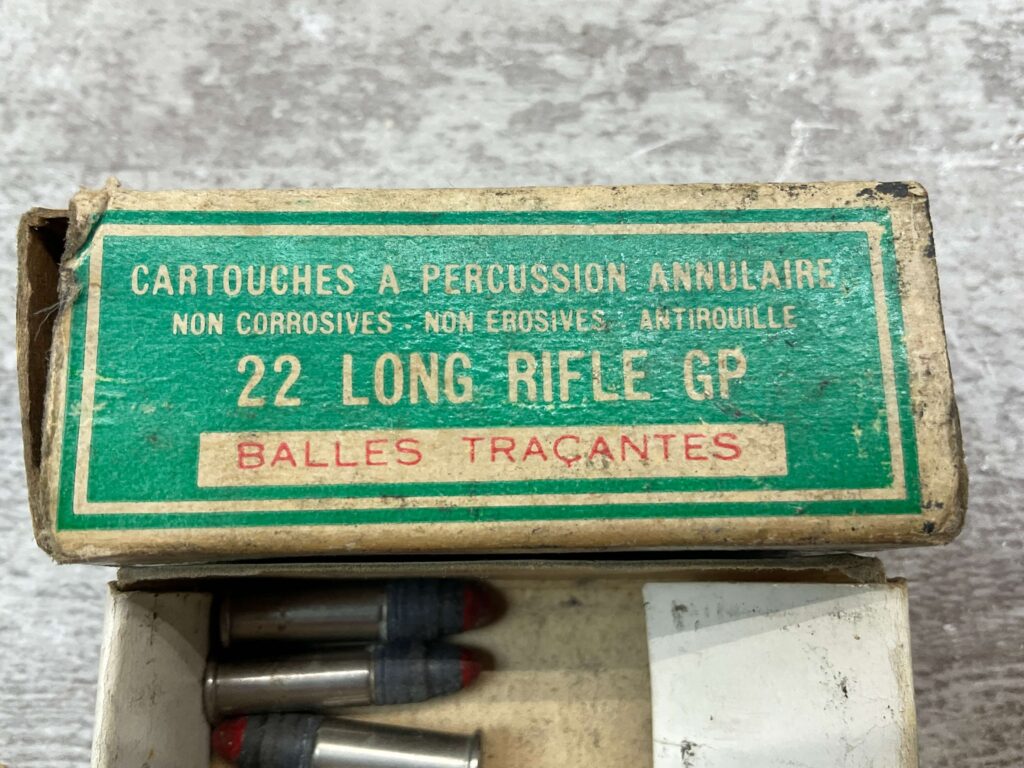 CARTOUCHES A PERCUSSION ANNULAIRE
NON CORROSIVES - NON EROSIVES ANTIROUILLE
22 LONG RIFLE GP
BALLES TRAÇANTES